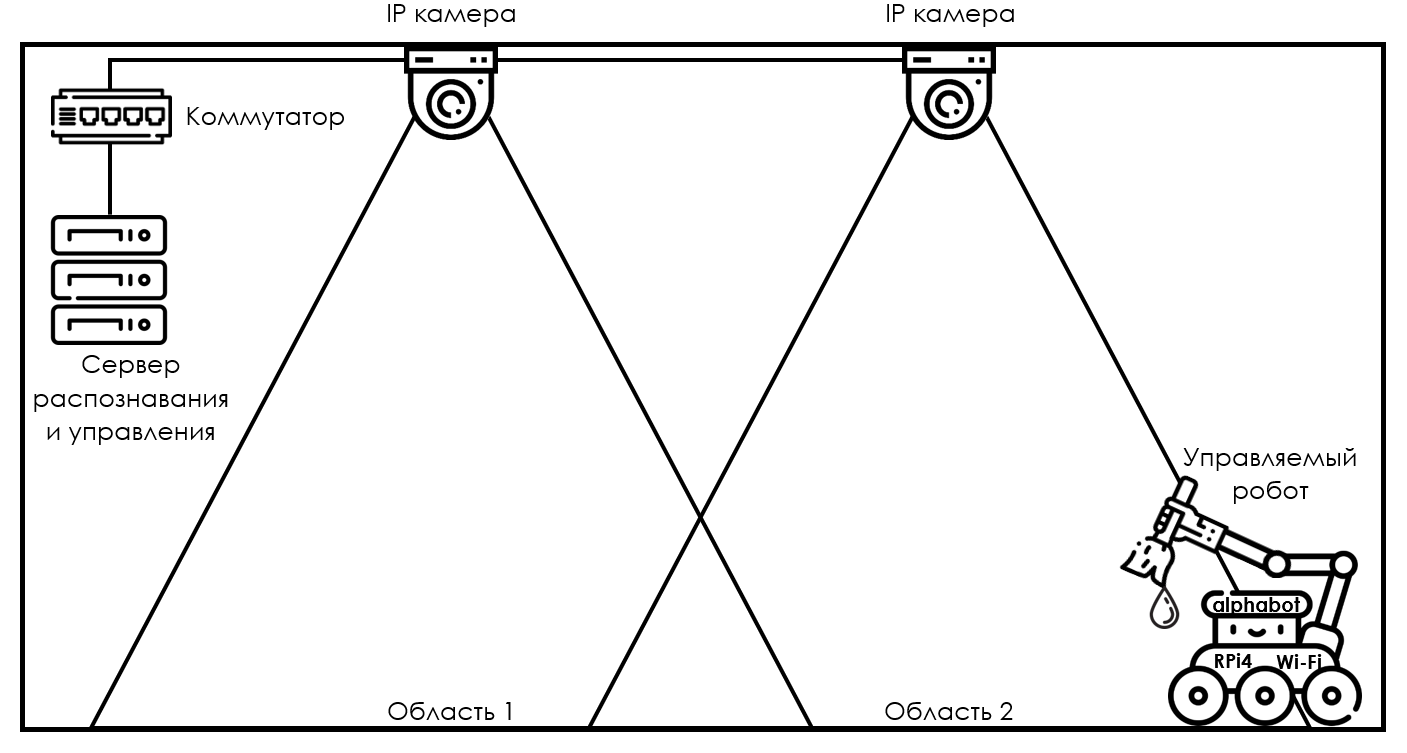 IP камера
IP камера
Коммутатор
Сервер
распознавания
и управления
Управляемый
робот
alphabot
RPi4 Wi-Fi
Область 1
Область 2